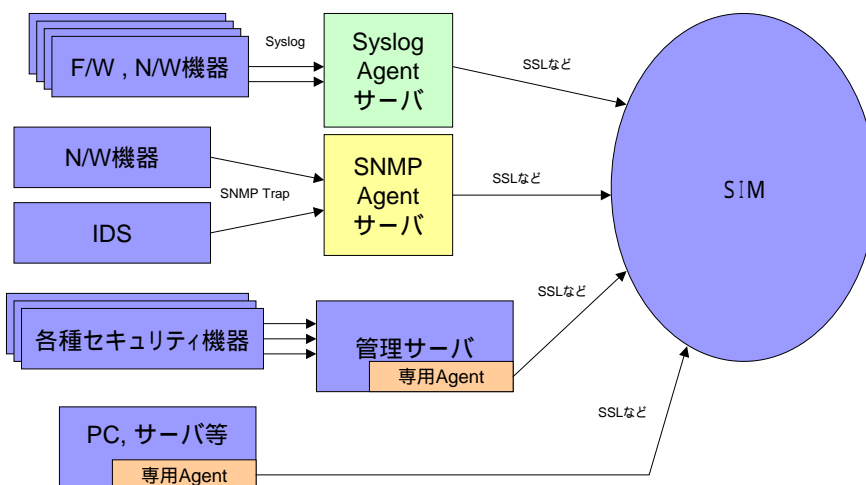 F/W , N/W機器
Syslog
Syslog
Agent
サーバ
SSLなど
N/W機器
SNMP Trap
IDS
SNMP
Agent
サーバ
SSLなど
SIM
各種セキュリティ機器
管理サーバ
専用Agent
SSLなど
PC, サーバ等
専用Agent
SSLなど